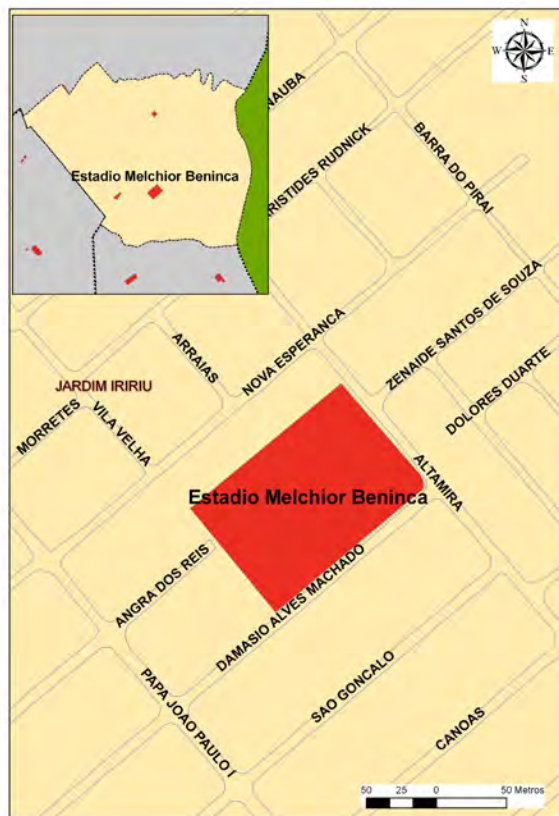 N
W E
S
NAUBA
BARRA DO PIRAI
RISTIDES RUDNICK
Estadio Melchior Beninca
ZENAIDE SANTOS DE SOUZA
NOVA ESPERANCA
ARRAIAS
DOLORES DUARTE
JARDIM IRIRIU
MORRETES
VILA VELHA
ALTAMIRA
Estadio Melchior Beninca
ANGRA DOS REIS
DAMASIO ALVES MACHADO
PAPA JOAO PAULO I
SAO GONCALO
CANOAS
50 25 0 50 Metros